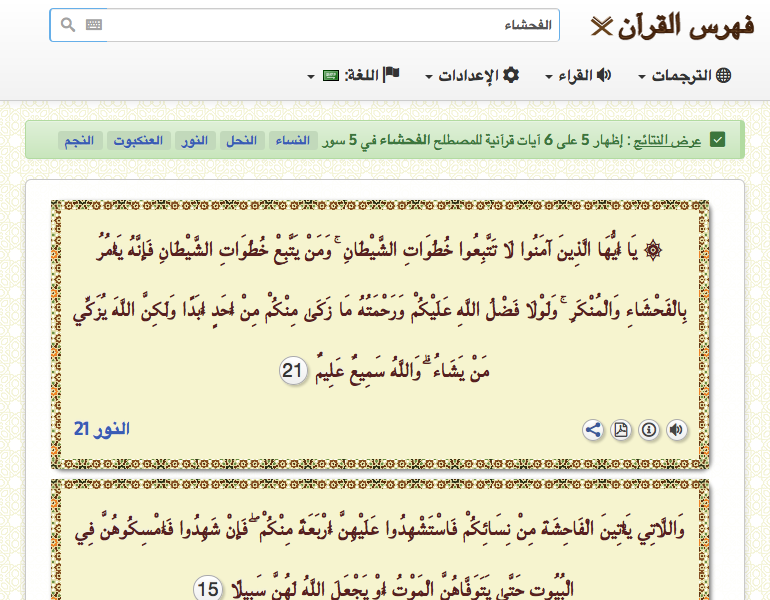 فهرس القرآن
الفحشاء
الترجمات القراء الإعدادات اللغة:
عرض النتائج : إظهار 5 على 6 آيات قرآنية للمصطلح الفحشاء في 5 سور النساء النحل النور العنكبوت النجم
۞ يَا أَيُّهَا الَّذِينَ آمَنُوا لَا تَتَّبِعُوا خُطُوَاتِ الشَّيْطَانِ ۚ وَمَنْ يَتَّبِعْ خُطُوَاتِ الشَّيْطَانِ فَإِنَّهُ يَأْمُرُ
بِالْفَحْشَاءِ وَالْمُنْكَرِ ۚ وَلَوْلَا فَضْلُ اللَّهِ عَلَيْكُمْ وَرَحْمَتُهُ مَا زَكَىٰ مِنْكُمْ مِنْ أَحَدٍ أَبَدًا وَلَٰكِنَّ اللَّهَ يُزَكِّي
مَنْ يَشَاءُ ۗ وَاللَّهُ سَمِيعٌ عَلِيمٌ 21
النور 21
وَاللَّاتِي يَأْتِينَ الْفَاحِشَةَ مِنْ نِسَائِكُمْ فَاسْتَشْهِدُوا عَلَيْهِنَّ أَرْبَعَةً مِنْكُمْ ۖ فَإِنْ شَهِدُوا فَأَمْسِكُوهُنَّ فِي
الْبُيُوتِ حَتَّىٰ يَتَوَفَّاهُنَّ الْمَوْتُ أَوْ يَجْعَلَ اللَّهُ لَهُنَّ سَبِيلًا 15